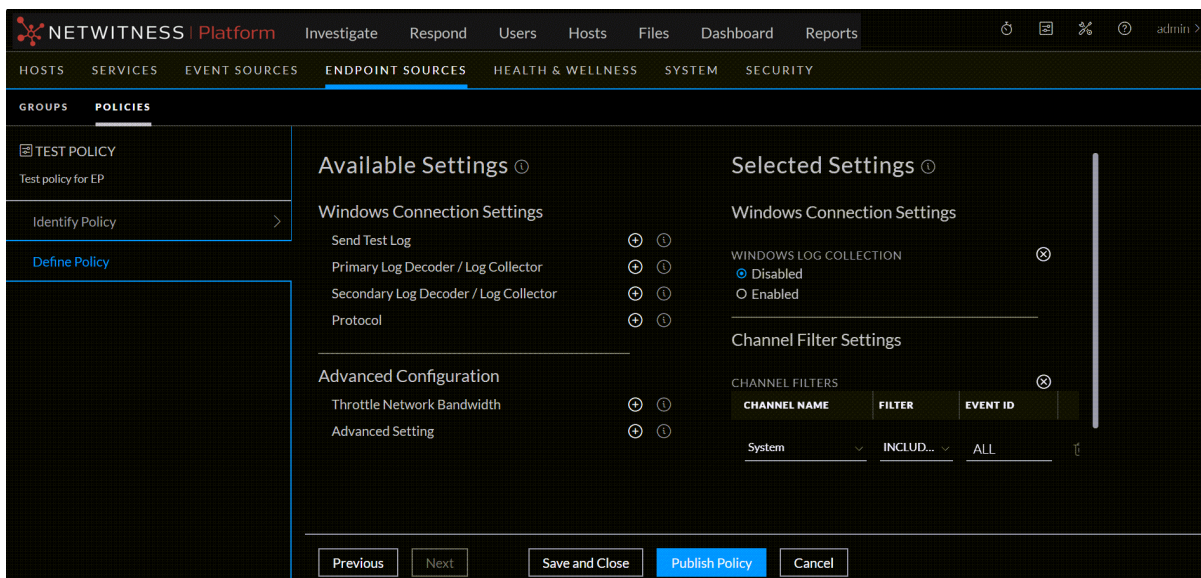 NETWITNESS | Platform Investigate Respond Users Hosts Files Dashboard Reports admin >
HOSTS SERVICES EVENT SOURCES ENDPOINT SOURCES HEALTH & WELLNESS SYSTEM SECURITY
GROUPS POLICIES
TEST POLICY
Test policy for EP
Identify Policy
Define Policy
Available Settings
Windows Connection Settings
Send Test Log
Primary Log Decoder / Log Collector
Secondary Log Decoder / Log Collector
Protocol
Advanced Configuration
Throttle Network Bandwidth
Advanced Setting
Selected Settings
Windows Connection Settings
WINDOWS LOG COLLECTION
Disabled
Enabled
Channel Filter Settings
CHANNEL FILTERS
CHANNEL NAME FILTER EVENT ID
System INCLUD... ALL
Previous Next Save and Close Publish Policy Cancel